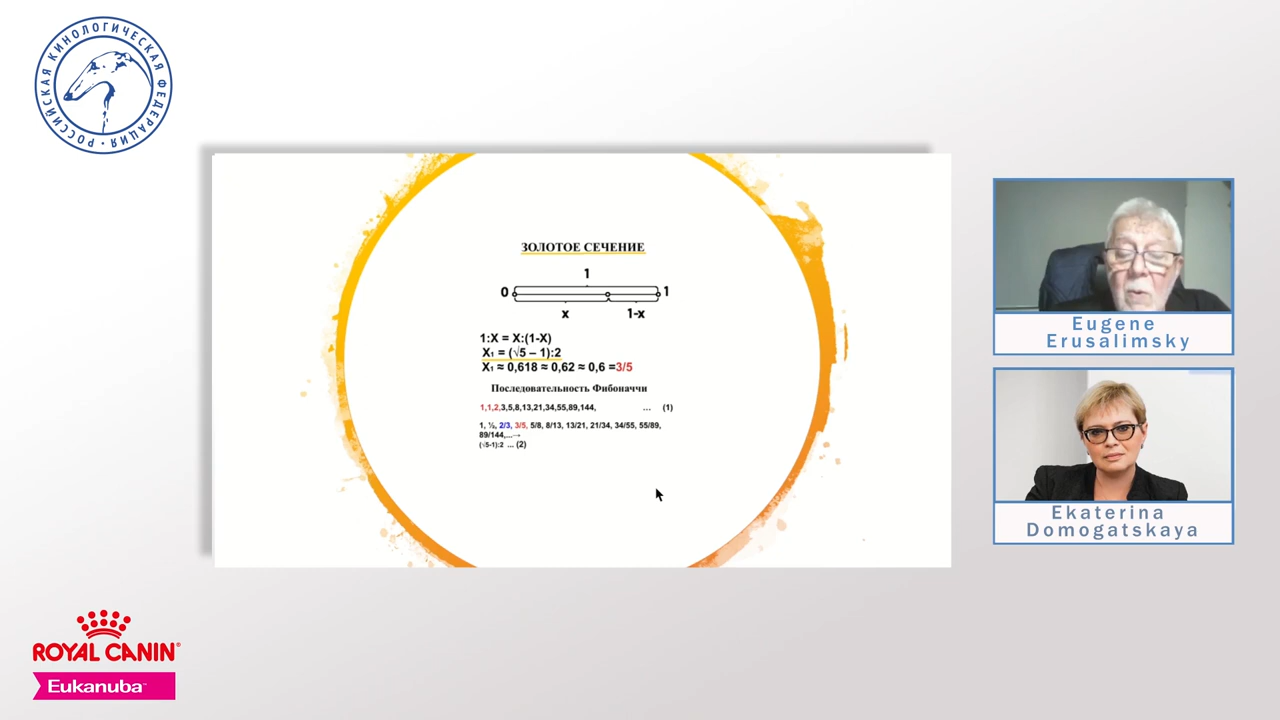 РОССИЙСКАЯ КИНОЛОГИЧЕСКАЯ ФЕДЕРАЦИЯ
ЗОЛОТОЕ СЕЧЕНИЕ
1
0 1
x 1-x
1:X = X:(1-X)
X₁ = (√5 – 1):2
X₁ ≈ 0,618 ≈ 0,62 ≈ 0,6 =3/5
Последовательность Фибоначчи
1,1,2,3,5,8,13,21,34,55,89,144, ... (1)
1, ½, 2/3, 3/5, 5/8, 8/13, 13/21, 21/34, 34/55, 55/89,
89/144,...→
(√5-1):2 ... (2)
Eugene
Erusalimsky
Ekaterina
Domogatskaya
ROYAL CANIN®
Eukanuba™